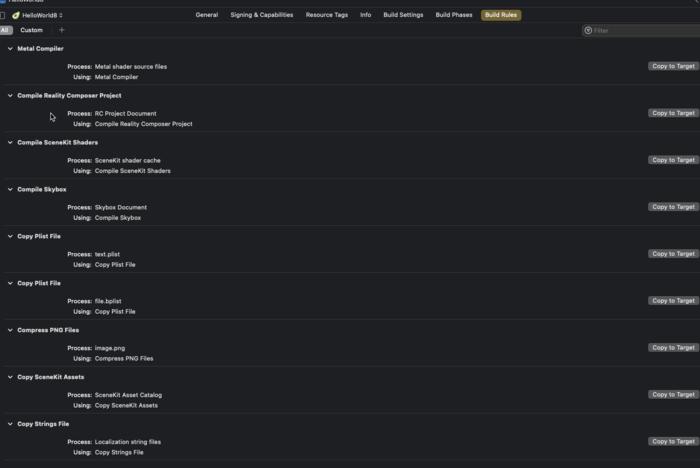 HelloWorld8
General Signing & Capabilities Resource Tags Info Build Settings Build Phases Build Rules
All Custom + Filter
Metal Compiler
Process: Metal shader source files Copy to Target
Using: Metal Compiler
Compile Reality Composer Project
Process: RC Project Document Copy to Target
Using: Compile Reality Composer Project
Compile SceneKit Shaders
Process: SceneKit shader cache Copy to Target
Using: Compile SceneKit Shaders
Compile Skybox
Process: Skybox Document Copy to Target
Using: Compile Skybox
Copy Plist File
Process: text.plist Copy to Target
Using: Copy Plist File
Copy Plist File
Process: file.bplist Copy to Target
Using: Copy Plist File
Compress PNG Files
Process: image.png Copy to Target
Using: Compress PNG Files
Copy SceneKit Assets
Process: SceneKit Asset Catalog Copy to Target
Using: Copy SceneKit Assets
Copy Strings File
Process: Localization string files Copy to Target
Using: Copy Strings File